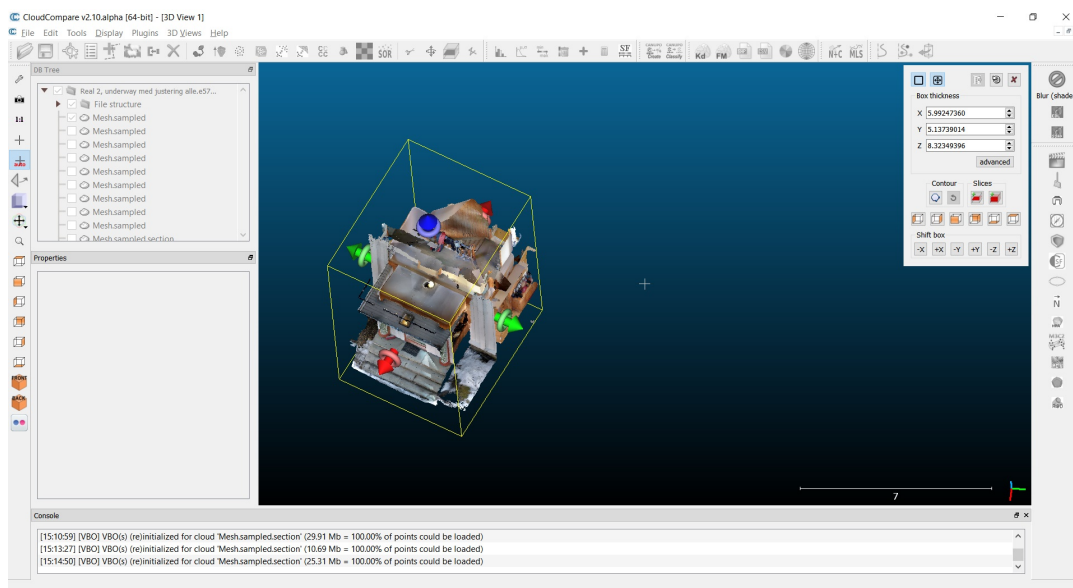 CloudCompare v2.10.alpha [64-bit] - [3D View 1]
File Edit Tools Display Plugins 3D Views Help
SOR
SF
Create
Classify
Kd
FM
N+C
MLS
DB Tree
Real 2, underway med justering alle.e57...
File structure
Mesh.sampled
Mesh.sampled
Mesh.sampled
Mesh.sampled
Mesh.sampled
Mesh.sampled
Mesh.sampled
Mesh.sampled
Mesh.sampled
Mesh.sampled.section
1:1
auto
Properties
FRONT
BACK
Box thickness
X 5.99247360
Y 5.13739014
Z 8.32349396
advanced
Contour Slices
Shift box
-X +X -Y +Y -Z +Z
Blur (shade
N
7
Console
[15:10:59] [VBO] VBO(s) (re)initialized for cloud 'Mesh.sampled.section' (29.91 Mb = 100.00% of points could be loaded)
[15:13:27] [VBO] VBO(s) (re)initialized for cloud 'Mesh.sampled.section' (10.69 Mb = 100.00% of points could be loaded)
[15:14:50] [VBO] VBO(s) (re)initialized for cloud 'Mesh.sampled.section' (25.31 Mb = 100.00% of points could be loaded)